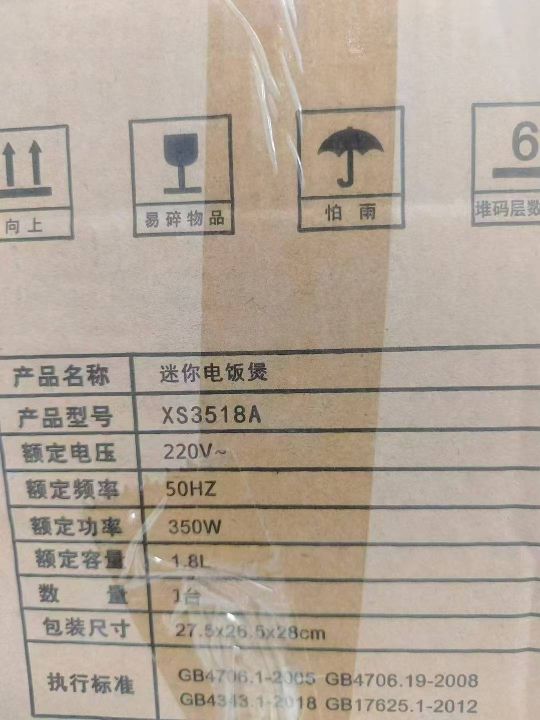 6
向上
易碎物品
怕雨
堆码层数
产品名称 迷你电饭煲
产品型号 XS3518A
额定电压 220V~
额定频率 50HZ
额定功率 350W
额定容量 1.8L
数量 1台
包装尺寸 27.5x26.5x28cm
执行标准 GB4706.1-2005 GB4706.19-2008
GB4343.1-2018 GB17625.1-2012